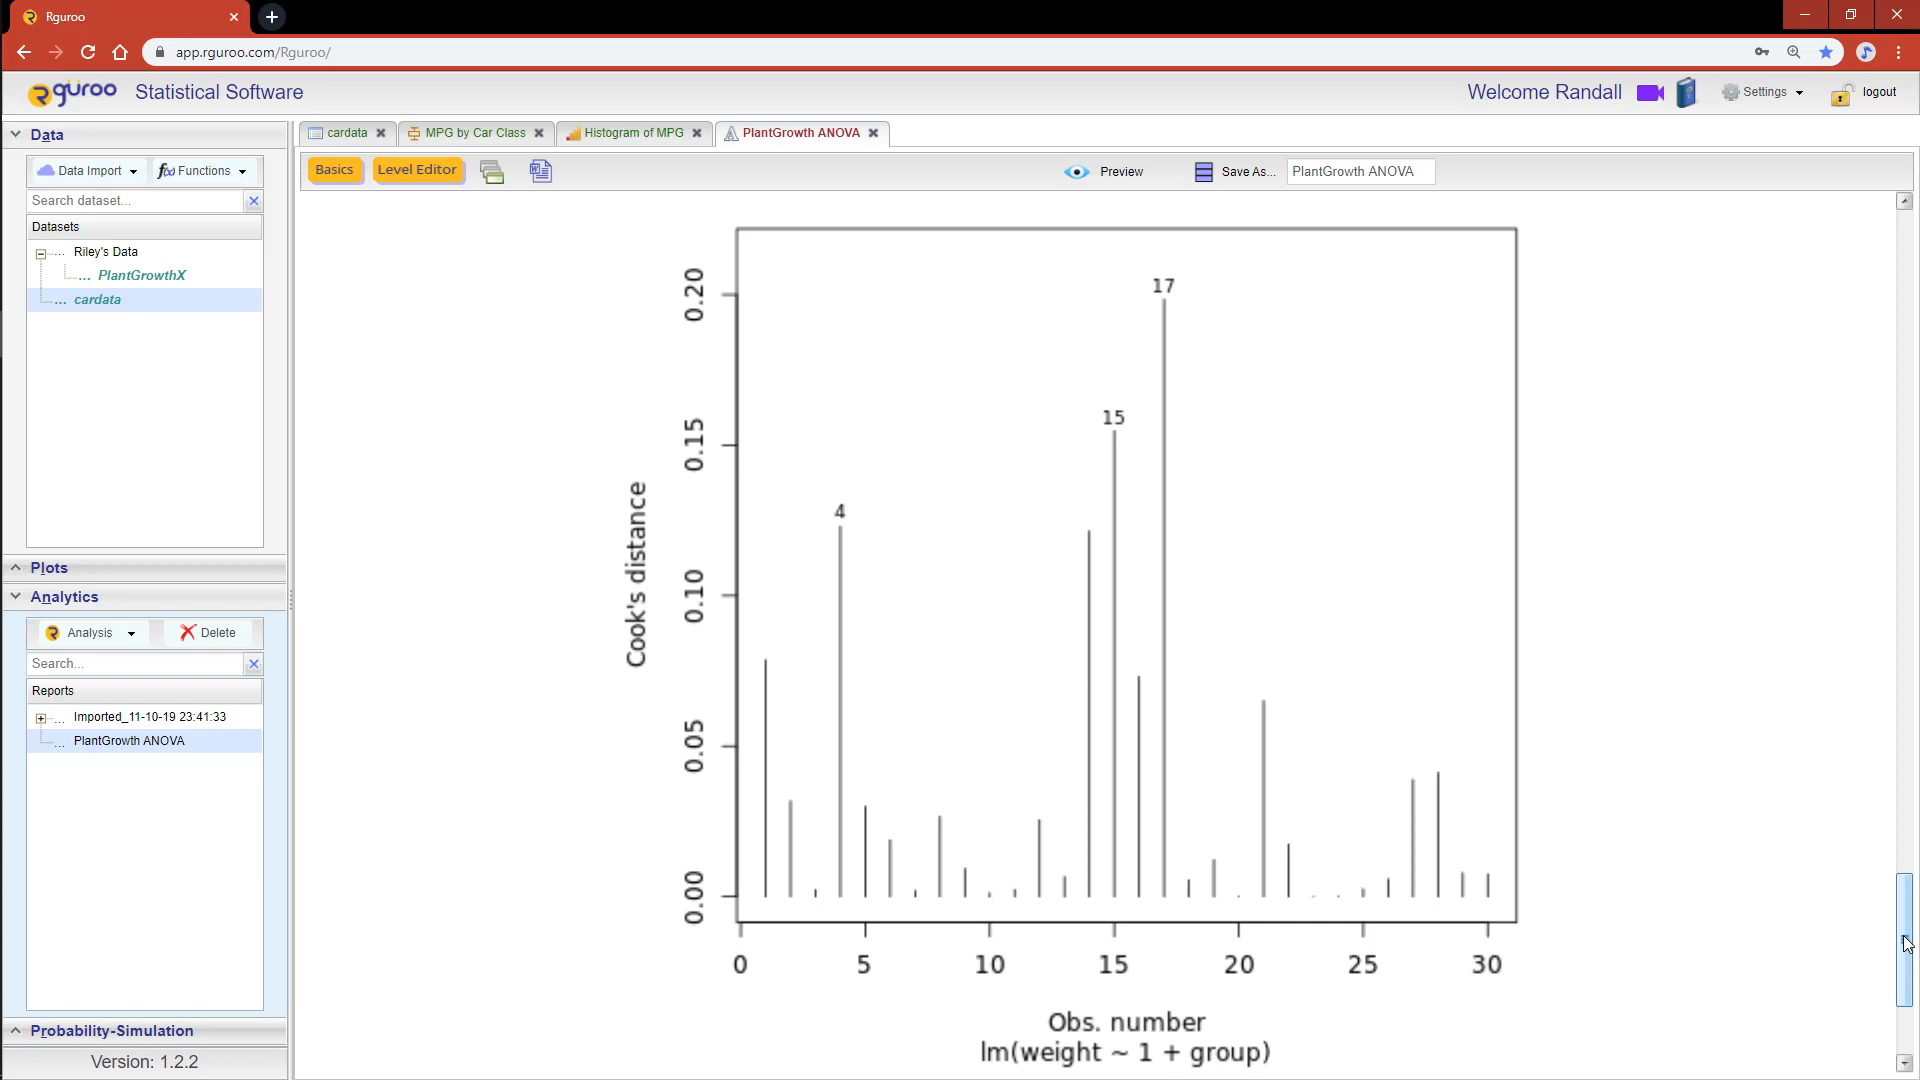 Rguroo
app.rguroo.com/Rguroo/
Rguroo Statistical Software
Welcome Randall
Settings
logout
Data
cardata
MPG by Car Class
Histogram of MPG
PlantGrowth ANOVA
Data Import
f(x) Functions
Basics
Level Editor
Preview
Save As...
PlantGrowth ANOVA
Search dataset...
Datasets
Riley's Data
... PlantGrowthX
... cardata
Plots
Analytics
Analysis
Delete
Search...
Reports
... Imported_11-10-19 23:41:33
... PlantGrowth ANOVA
Probability-Simulation
Version: 1.2.2
Cook's distance
0.20
0.15
0.10
0.05
0.00
17
15
4
0 5 10 15 20 25 30
Obs. number
lm(weight ~ 1 + group)